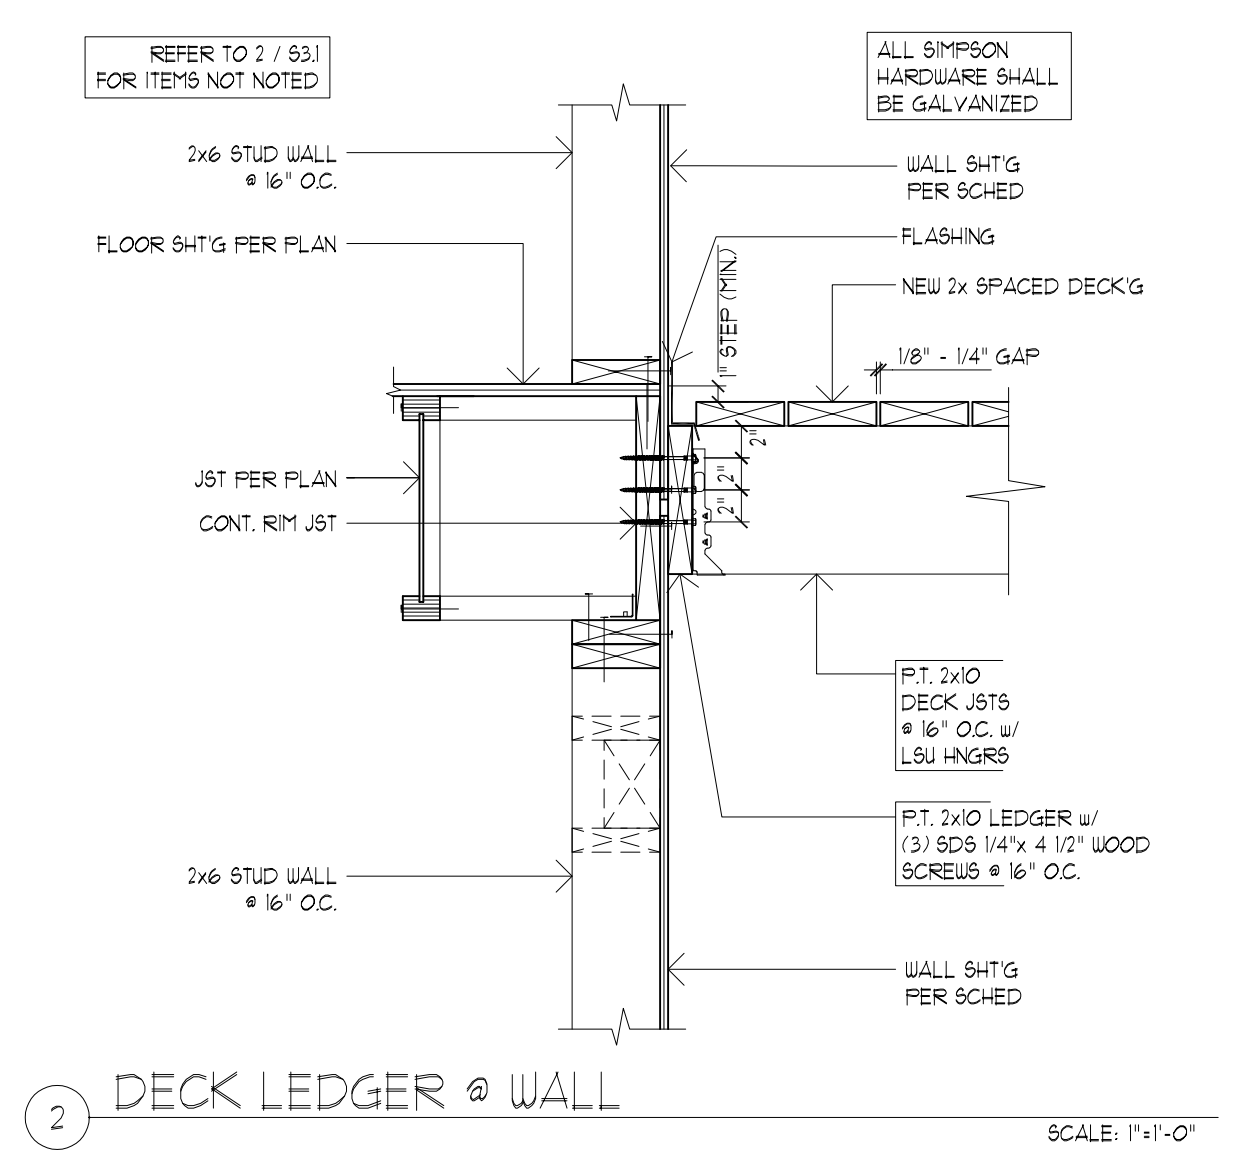 REFER TO 2 / S3.1
FOR ITEMS NOT NOTED
ALL SIMPSON
HARDWARE SHALL
BE GALVANIZED
2x6 STUD WALL
@ 16" O.C.
WALL SHT'G
PER SCHED
FLOOR SHT'G PER PLAN
FLASHING
1" STEP (MIN.)
NEW 2x SPACED DECK'G
1/8" - 1/4" GAP
2"
2"
2"
JST PER PLAN
CONT. RIM JST
P.T. 2x10
DECK JSTS
@ 16" O.C. w/
LSU HNGRS
P.T. 2x10 LEDGER w/
(3) SDS 1/4"x 4 1/2" WOOD
SCREWS @ 16" O.C.
2x6 STUD WALL
@ 16" O.C.
WALL SHT'G
PER SCHED
2
DECK LEDGER @ WALL
SCALE: 1"=1'-0"